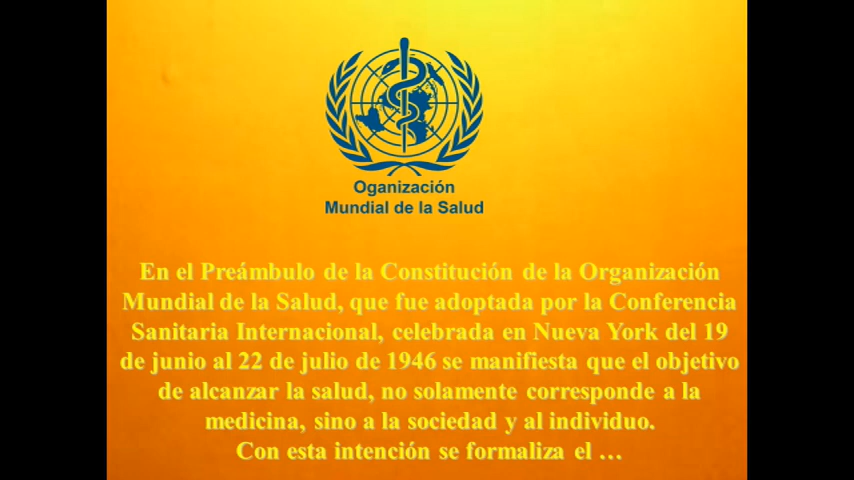 Oganización
Mundial de la Salud
En el Preámbulo de la Constitución de la Organización
Mundial de la Salud, que fue adoptada por la Conferencia
Sanitaria Internacional, celebrada en Nueva York del 19
de junio al 22 de julio de 1946 se manifiesta que el objetivo
de alcanzar la salud, no solamente corresponde a la
medicina, sino a la sociedad y al individuo.
Con esta intención se formaliza el …